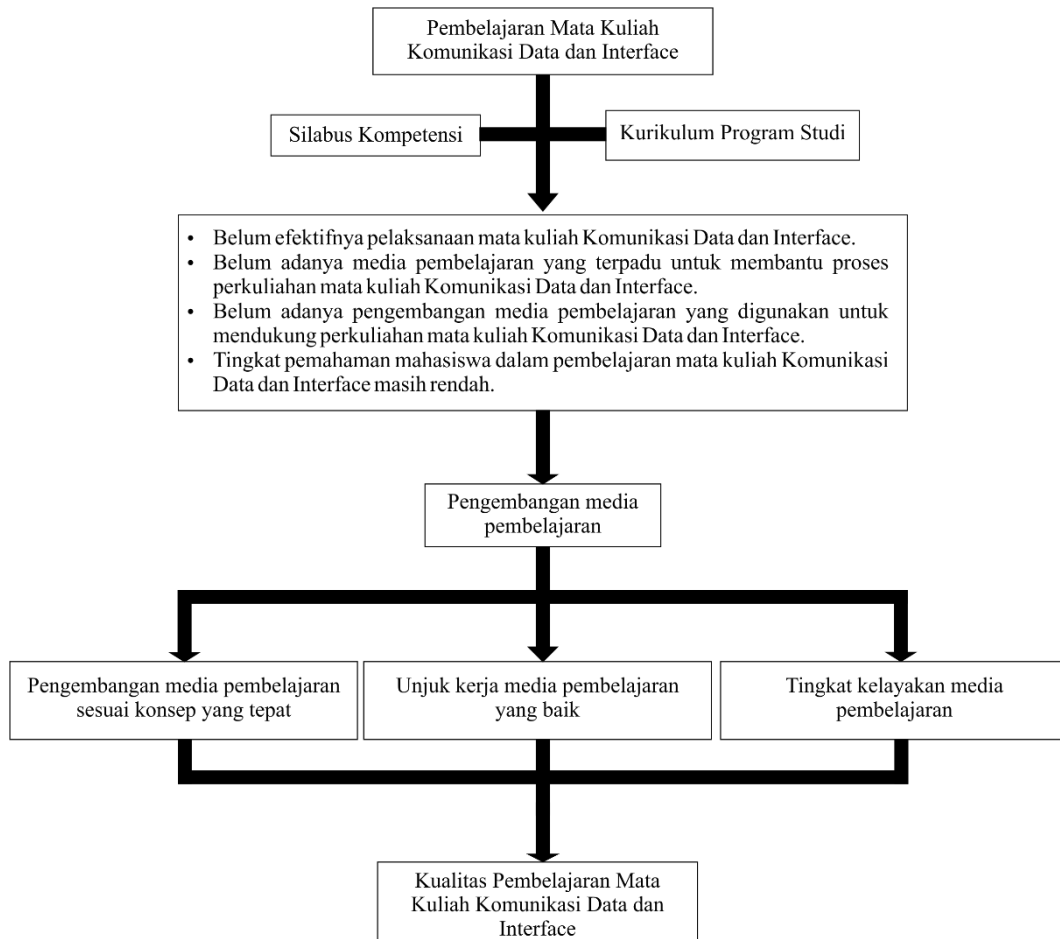 Pembelajaran Mata Kuliah
Komunikasi Data dan Interface
Silabus Kompetensi
Kurikulum Program Studi
• Belum efektifnya pelaksanaan mata kuliah Komunikasi Data dan Interface.
• Belum adanya media pembelajaran yang terpadu untuk membantu proses
perkuliahan mata kuliah Komunikasi Data dan Interface.
• Belum adanya pengembangan media pembelajaran yang digunakan untuk
mendukung perkuliahan mata kuliah Komunikasi Data dan Interface.
• Tingkat pemahaman mahasiswa dalam pembelajaran mata kuliah Komunikasi
Data dan Interface masih rendah.
Pengembangan media
pembelajaran
Pengembangan media pembelajaran
sesuai konsep yang tepat
Unjuk kerja media pembelajaran
yang baik
Tingkat kelayakan media
pembelajaran
Kualitas Pembelajaran Mata
Kuliah Komunikasi Data dan
Interface